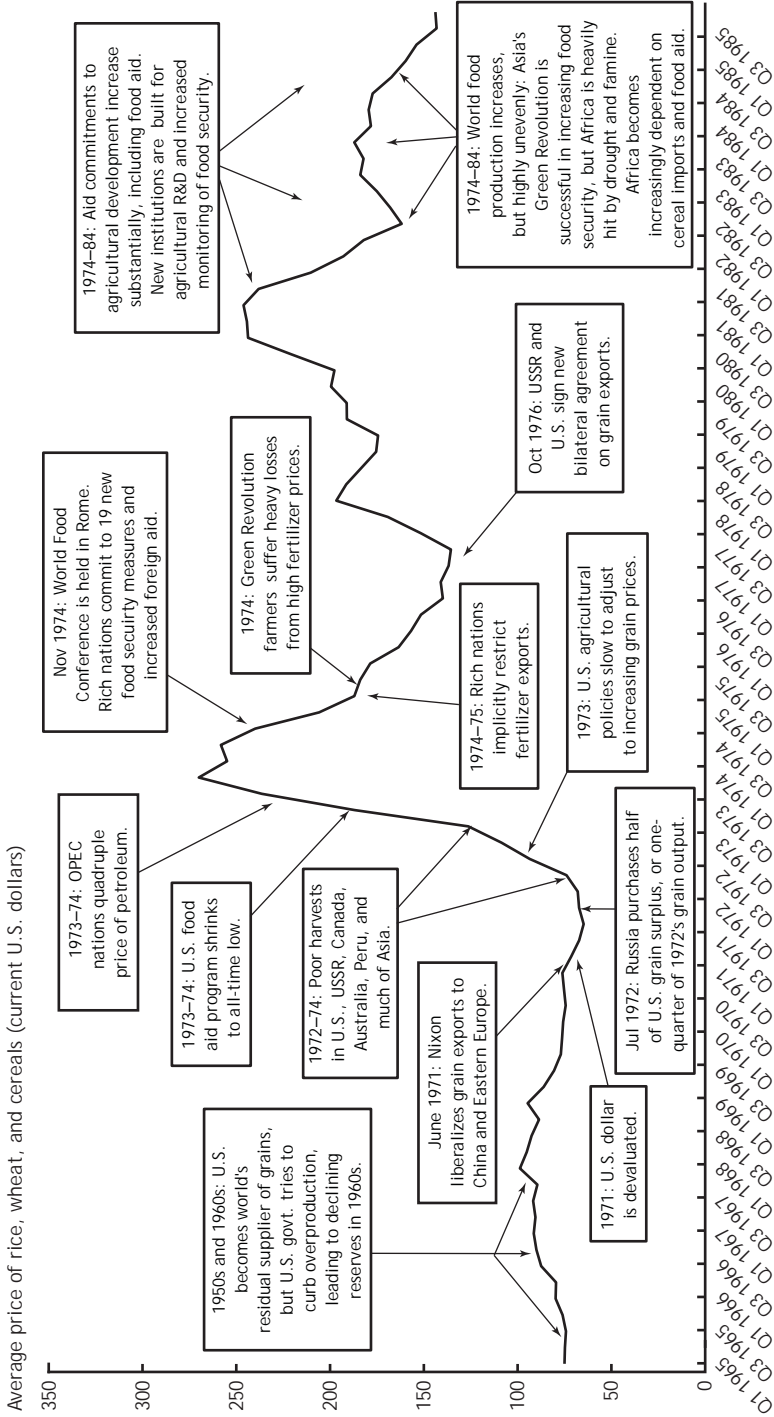 Average price of rice, wheat, and cereals (current U.S. dollars)
350
300
250
200
150
100
50
0
1950s and 1960s: U.S.
becomes world's
residual supplier of grains,
but U.S. govt. tries to
curb overproduction,
leading to declining
reserves in 1960s.
1973–74: OPEC
nations quadruple
price of petroleum.
1973–74: U.S. food
aid program shrinks
to all-time low.
1972–74: Poor harvests
in U.S., USSR, Canada,
Australia, Peru, and
much of Asia.
June 1971: Nixon
liberalizes grain exports to
China and Eastern Europe.
1971: U.S. dollar
is devalued.
Jul 1972: Russia purchases half
of U.S. grain surplus, or one-
quarter of 1972's grain output.
Nov 1974: World Food
Conference is held in Rome.
Rich nations commit to 19 new
food secuirty measures and
increased foreign aid.
1974: Green Revolution
farmers suffer heavy losses
from high fertilizer prices.
1974–75: Rich nations
implicitly restrict
fertilizer exports.
1973: U.S. agricultural
policies slow to adjust
to increasing grain prices.
Oct 1976: USSR and
U.S. sign new
bilateral agreement
on grain exports.
1974–84: Aid commitments to
agricultural development increase
substantially, including food aid.
New institutions are built for
agricultural R&D and increased
monitoring of food security.
1974–84: World food
production increases,
but highly unevenly: Asia's
Green Revolution is
successful in increasing food
security, but Africa is heavily
hit by drought and famine.
Africa becomes
increasingly dependent on
cereal imports and food aid.
Q1 1965
Q3 1965
Q1 1966
Q3 1966
Q1 1967
Q3 1967
Q1 1968
Q3 1968
Q1 1969
Q3 1969
Q1 1970
Q3 1970
Q1 1971
Q3 1971
Q1 1972
Q3 1972
Q1 1973
Q3 1973
Q1 1974
Q3 1974
Q1 1975
Q3 1975
Q1 1976
Q3 1976
Q1 1977
Q3 1977
Q1 1978
Q3 1978
Q1 1979
Q3 1979
Q1 1980
Q3 1980
Q1 1981
Q3 1981
Q1 1982
Q3 1982
Q1 1983
Q3 1983
Q1 1984
Q3 1984
Q1 1985
Q3 1985